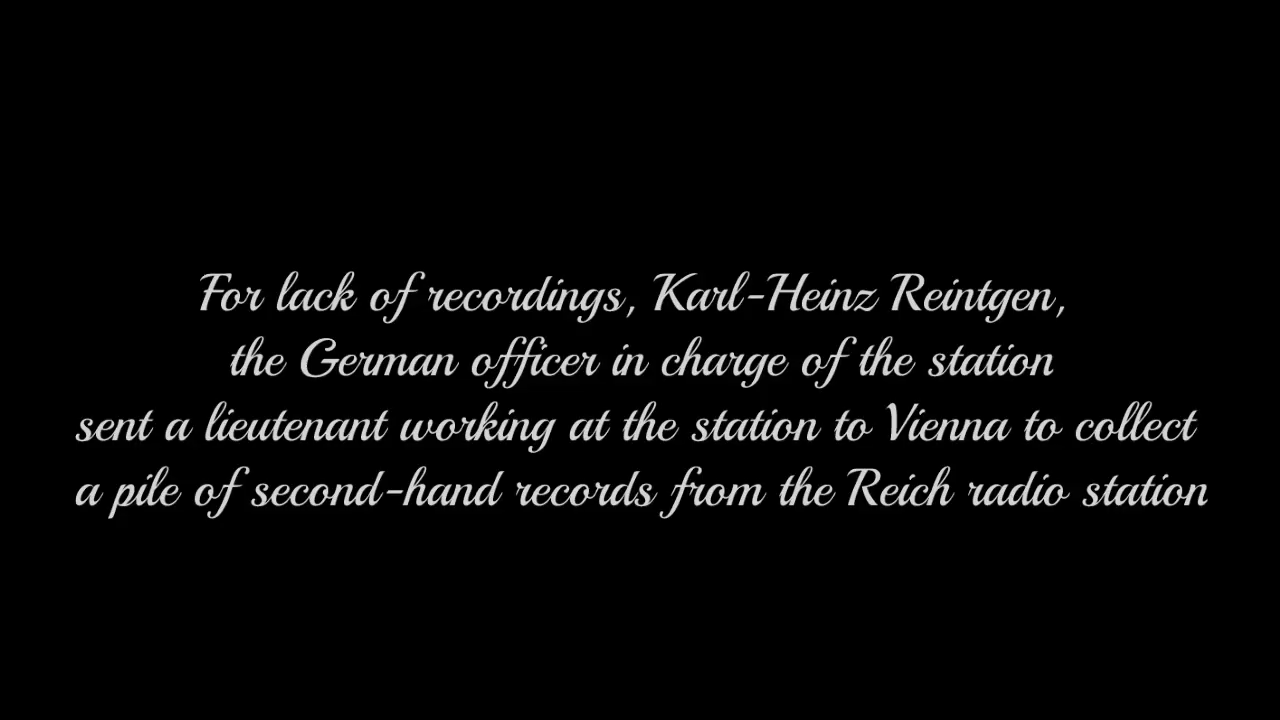 For lack of recordings, Karl-Heinz Reintgen,
the German officer in charge of the station
sent a lieutenant working at the station to Vienna to collect
a pile of second-hand records from the Reich radio station